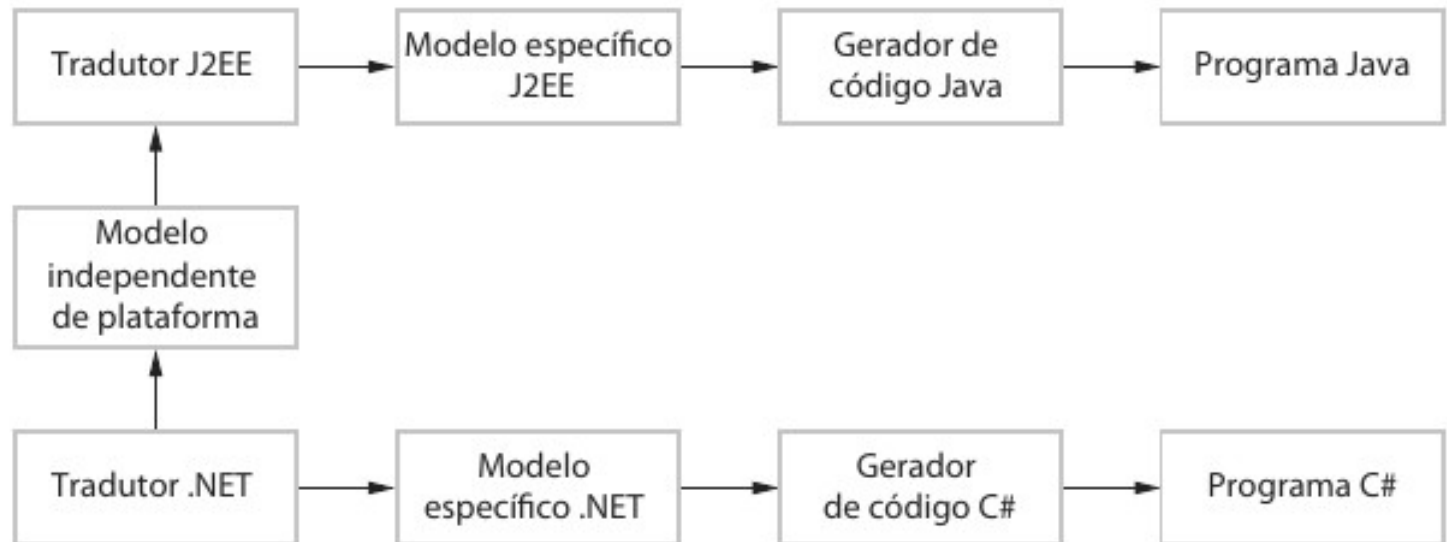 Tradutor J2EE
Modelo específico
J2EE
Gerador de
código Java
Programa Java
Modelo
independente
de plataforma
Tradutor .NET
Modelo
específico .NET
Gerador
de código C#
Programa C#